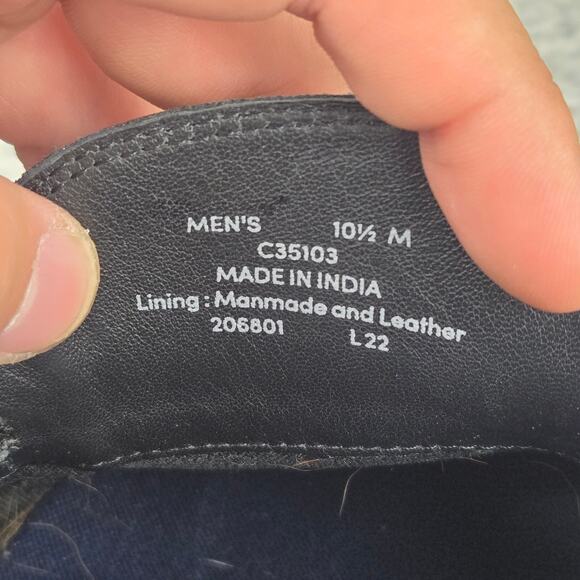 MEN'S 10½ M
C35103
MADE IN INDIA
Lining : Manmade and Leather
206801 L22